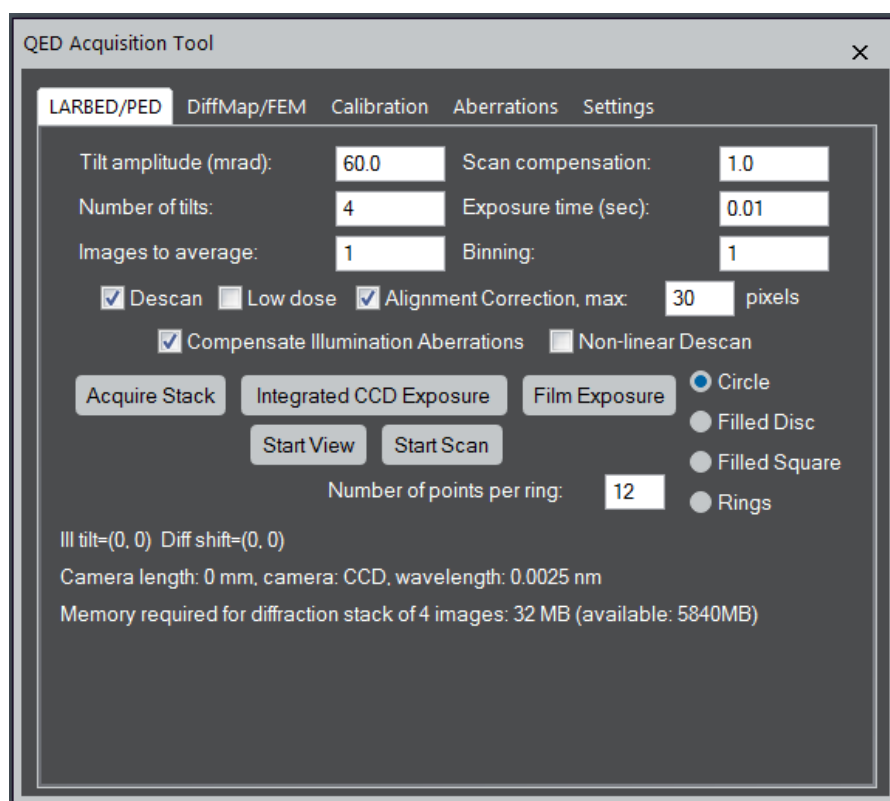 QED Acquisition Tool
LARBED/PED DiffMap/FEM Calibration Aberrations Settings
Tilt amplitude (mrad): 60.0 Scan compensation: 1.0
Number of tilts: 4 Exposure time (sec): 0.01
Images to average: 1 Binning: 1
Descan Low dose Alignment Correction, max: 30 pixels
Compensate Illumination Aberrations Non-linear Descan
Acquire Stack Integrated CCD Exposure Film Exposure Circle
Filled Disc
Start View Start Scan
Filled Square
Number of points per ring: 12 Rings
Ill tilt=(0, 0) Diff shift=(0, 0)
Camera length: 0 mm, camera: CCD, wavelength: 0.0025 nm
Memory required for diffraction stack of 4 images: 32 MB (available: 5840MB)